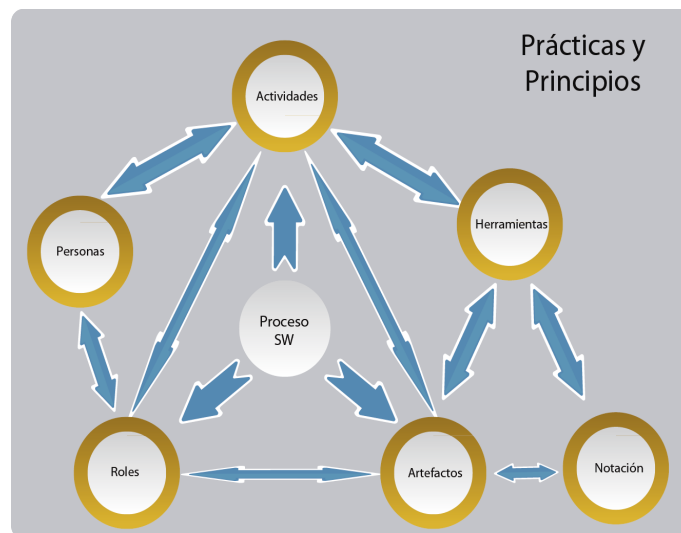 Prácticas y
Principios
Actividades
Herramientas
Personas
Proceso
SW
Roles
Artefactos
Notación